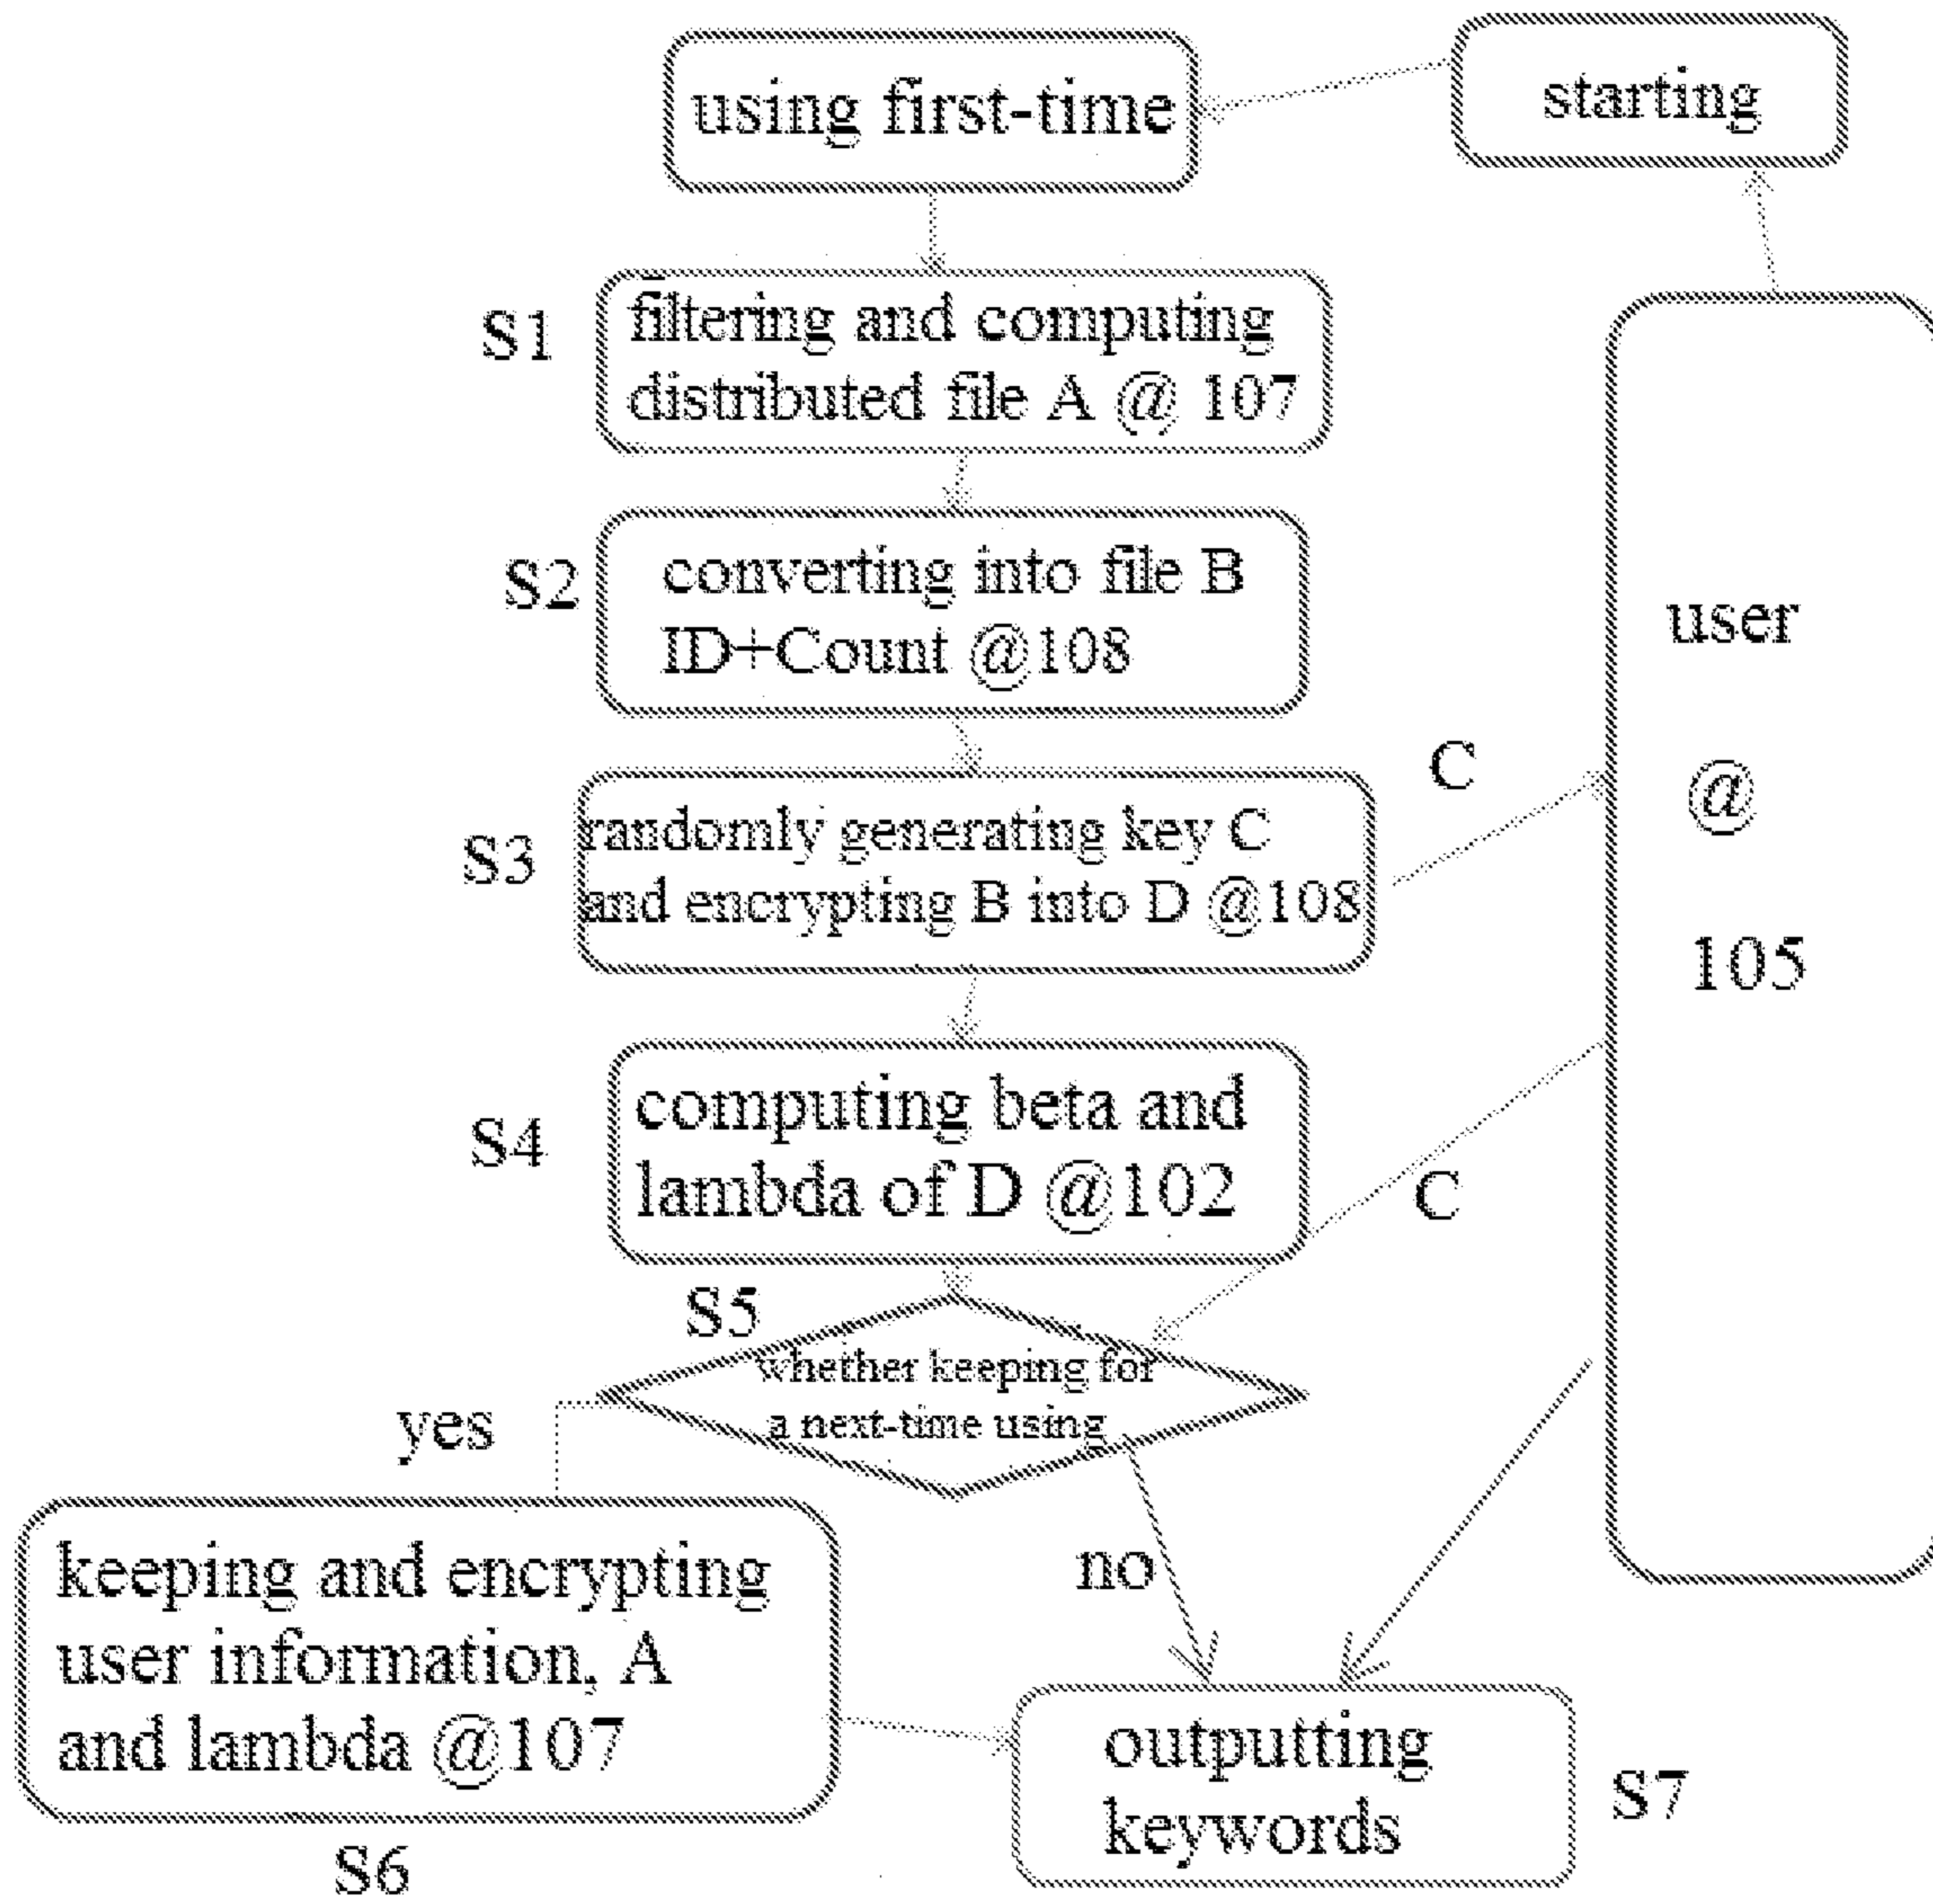 using first-time
starting
S1
filtering and computing
distributed file A @ 107
S2
converting into file B
ID+Count @108
user
@
105
C
S3
randomly generating key C
and encrypting B into D @108
S4
computing beta and
lambda of D @102
C
S5
whether keeping for
a next-time using
yes
no
keeping and encrypting
user information, A
and lambda @107
S6
outputting
keywords
S7